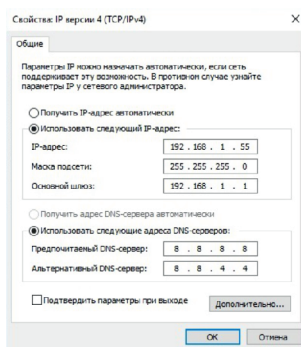 Свойства: IP версии 4 (TCP/IPv4)
Общие
Параметры IP можно назначать автоматически, если сеть
поддерживает эту возможность. В противном случае узнайте
параметры IP у сетевого администратора.
Получить IP-адрес автоматически
Использовать следующий IP-адрес:
IP-адрес: 192 . 168 . 1 . 55
Маска подсети: 255 . 255 . 255 . 0
Основной шлюз: 192 . 168 . 1 . 1
Получить адрес DNS-сервера автоматически
Использовать следующие адреса DNS-серверов:
Предпочитаемый DNS-сервер: 8 . 8 . 8 . 8
Альтернативный DNS-сервер: 8 . 8 . 4 . 4
Подтвердить параметры при выходе
Дополнительно...
OK Отмена